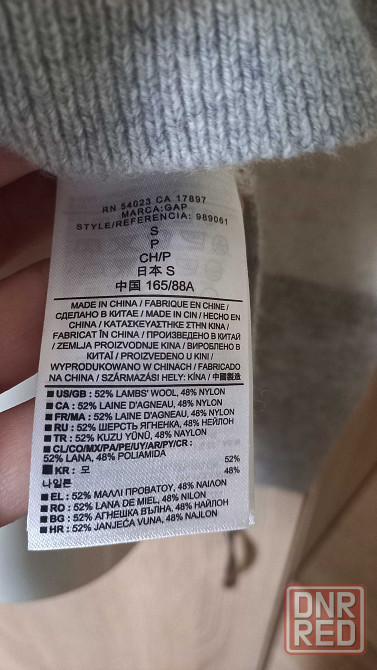 RN 54023 CA 17897
MARCA:GAP
STYLE/REFERENCIA: 989061
S
P
CH/P
日本 S
中国 165/88A
MADE IN CHINA / FABRIQUE EN CHINE /
СДЕЛАНО В КИТАЕ / MADE IN CIN / HECHO EN
CHINA / ΚΑΤΑΣΚΕΥΑΣΤΗΚΕ ΣΤΗΝ ΚΙΝΑ /
FABRICAT ÎN CHINA / ПРОИЗВЕДЕНО В КИТАЙ
/ ZEMLJA PROIZVODNJE KINA / ВИРОБЛЕНО В
КИТАЇ / PROIZVEDENO U KINI /
WYPRODUKOWANO W CHINACH / FABRICADO
NA CHINA / SZÁRMAZÁSI HELY: KÍNA / 中國製造
US/GB : 52% LAMBS' WOOL, 48% NYLON
CA : 52% LAINE D'AGNEAU, 48% NYLON
FR/MA : 52% LAINE D'AGNEAU, 48% NYLON
RU : 52% ШЕРСТЬ ЯГНЕНКА, 48% НЕЙЛОН
TR : 52% KUZU YÜNÜ, 48% NAYLON
CL/CO/MX/PA/PE/UY/AR/PY/CR :
52% LANA, 48% POLIAMIDA
KR : 모 52%
나일론 48%
EL : 52% ΜΑΛΛΙ ΠΡΟΒΑΤΟΥ, 48% ΝΑΙΛΟΝ
RO : 52% LANA DE MIEL, 48% NILON
BG : 52% АГНЕШКА ВЪЛНА, 48% НАЙЛОН
HR : 52% JANJEĆA VUNA, 48% NAJLON
DNR
RED